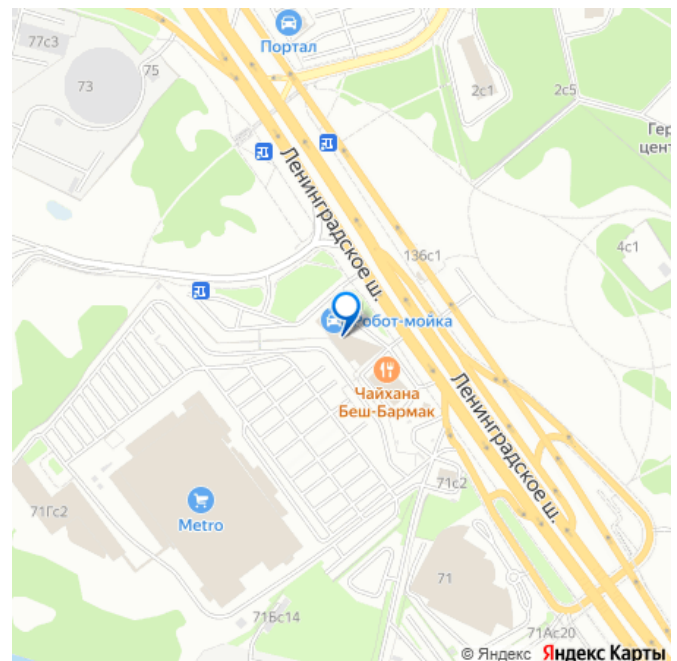 77с3
73
75
Портал
2с1
2с5
Гер
цент
Ленинградское ш.
136с1
4с1
Робот-мойка
Чайхана
Беш-Бармак
Ленинградское ш.
71с2
71Гс2
Metro
71
71Бс14
71Ас20
© Яндекс Яндекс Карты